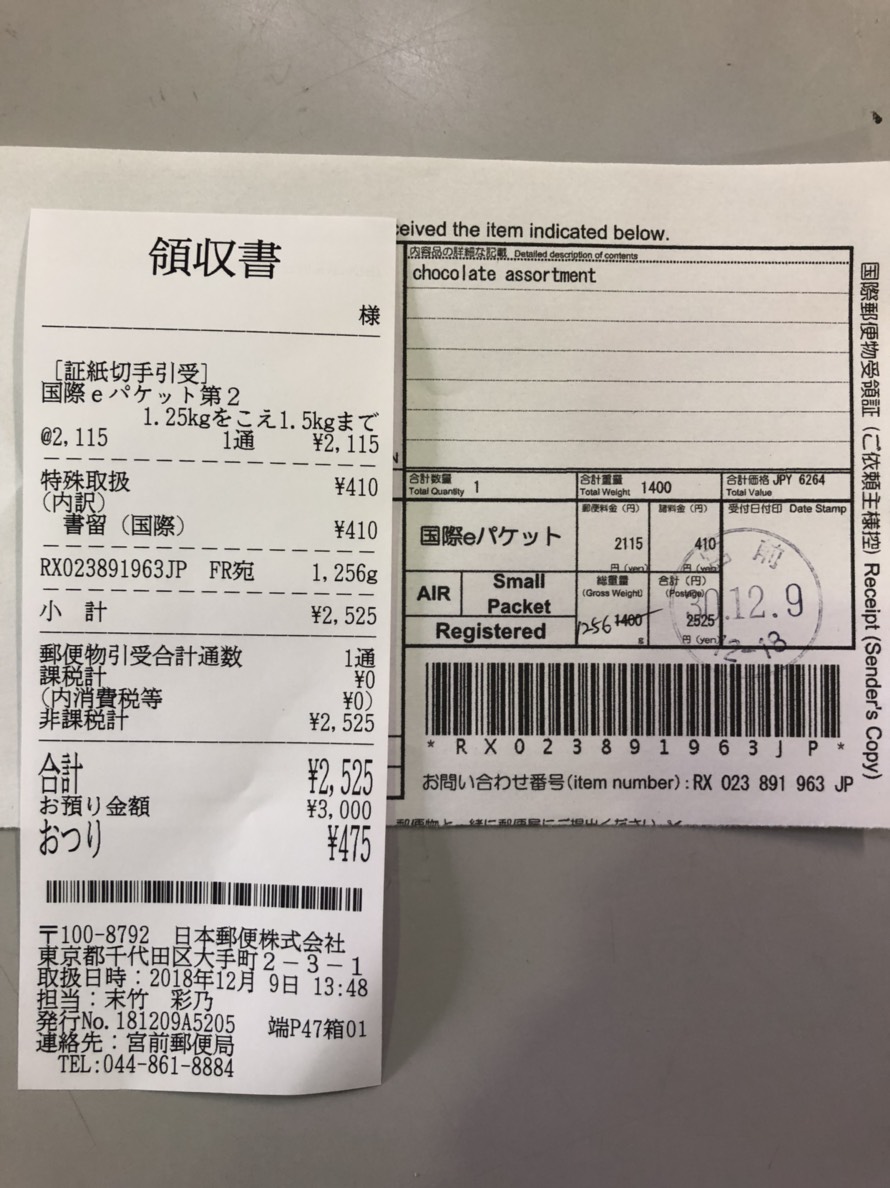 領収書
様
[証紙切手引受]
国際eパケット第2
1.25kgをこえ1.5kgまで
@2,115 1通 ¥2,115
特殊取扱 ¥410
(内訳)
書留(国際) ¥410
RX023891963JP FR宛 1,256g
小 計 ¥2,525
郵便物引受合計通数 1通
課税計 ¥0
(内消費税等 ¥0)
非課税計 ¥2,525
合計 ¥2,525
お預り金額 ¥3,000
おつり ¥475
〒100-8792 日本郵便株式会社
東京都千代田区大手町2-3-1
取扱日時:2018年12月 9日 13:48
担当:末竹 彩乃
発行No.181209A5205 端P47箱01
連絡先:宮前郵便局
TEL:044-861-8884
ceived the item indicated below.
内容品の詳細な記載 Detailed description of contents
chocolate assortment
合計数量 Total Quantity 1
合計重量 Total Weight 1400
合計価格 JPY 6264 Total Value
国際eパケット
郵便料金(円) 2115 円(yen)
諸料金(円) 410 円(yen)
受付日付印 Date Stamp
AIR Small Packet
Registered
総重量 (Gross Weight) 1256 1400 g
合計(円) (Postage) 2525 円(yen)
前
30.12.9
12-13
*RX023891963JP*
お問い合わせ番号(item number):RX 023 891 963 JP
国際郵便物受領証(ご依頼主様控) Receipt (Sender's Copy)